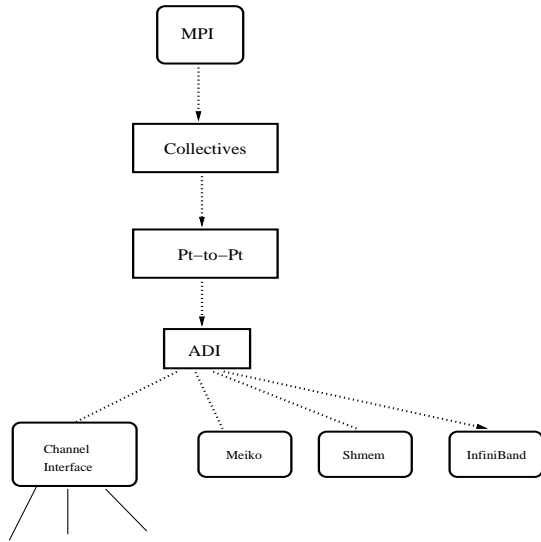 MPI
Collectives
Pt-to-Pt
ADI
Channel
Interface
Meiko
Shmem
InfiniBand